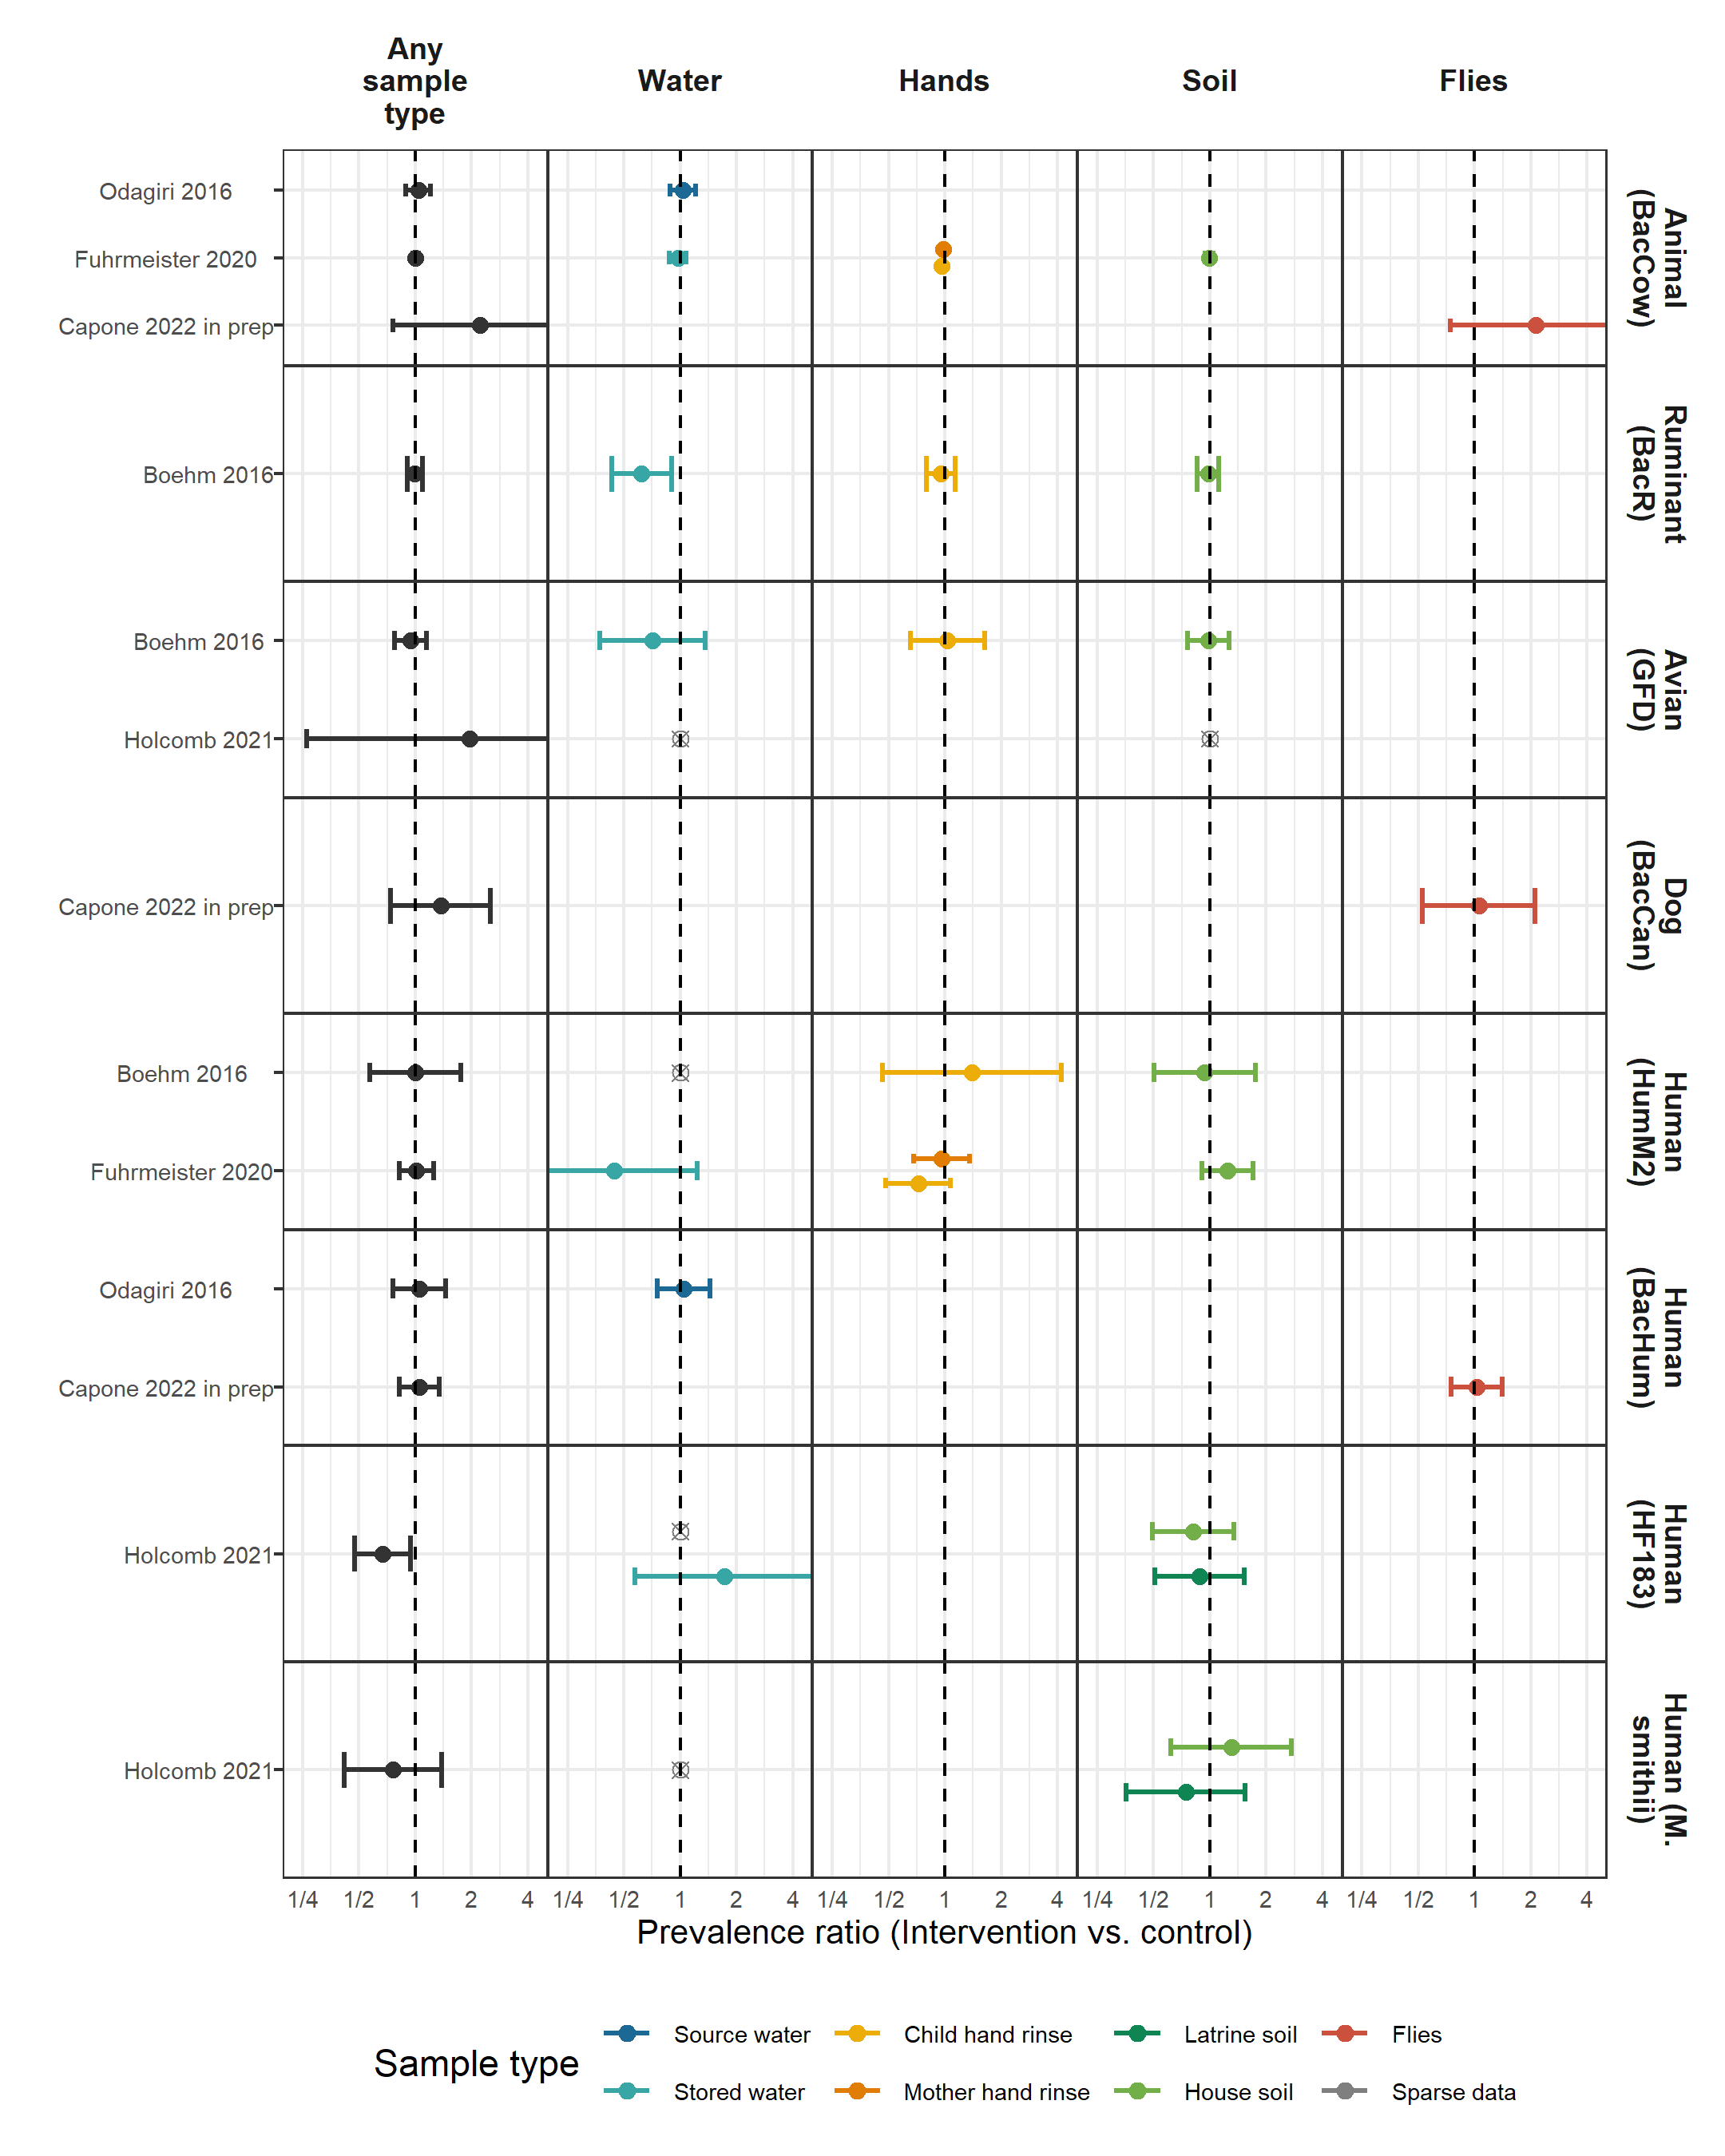 Any
sample
type
Water
Hands
Soil
Flies
Odagiri 2016
Fuhrmeister 2020
Capone 2022 in prep
Animal
(BacCow)
Boehm 2016
Ruminant
(BacR)
Boehm 2016
Holcomb 2021
Avian
(GFD)
Capone 2022 in prep
Dog
(BacCan)
Boehm 2016
Fuhrmeister 2020
Human
(HumM2)
Odagiri 2016
Capone 2022 in prep
Human
(BacHum)
Holcomb 2021
Human
(HF183)
Holcomb 2021
Human (M.
smithii)
1/4 1/2 1 2 4 1/4 1/2 1 2 4 1/4 1/2 1 2 4 1/4 1/2 1 2 4 1/4 1/2 1 2 4
Prevalence ratio (Intervention vs. control)
Sample type
Source water Child hand rinse Latrine soil Flies
Stored water Mother hand rinse House soil Sparse data